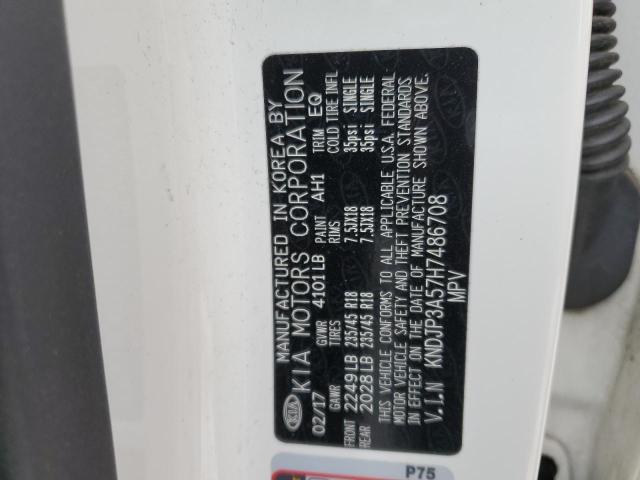 MANUFACTURED IN KOREA BY
KIA KIA MOTORS CORPORATION
02/17 GVWR 4101LB PAINT AH1 TRIM EQ
GAWR TIRES RIMS COLD TIRE INFL
FRONT 2249LB 235/45 R18 7.5JX18 35psi SINGLE
REAR 2028LB 235/45 R18 7.5JX18 35psi SINGLE
THIS VEHICLE CONFORMS TO ALL APPLICABLE U.S.A. FEDERAL
MOTOR VEHICLE SAFETY AND THEFT PREVENTION STANDARDS
IN EFFECT ON THE DATE OF MANUFACTURE SHOWN ABOVE.
V.I.N KNDJP3A57H7486708
MPV
P75